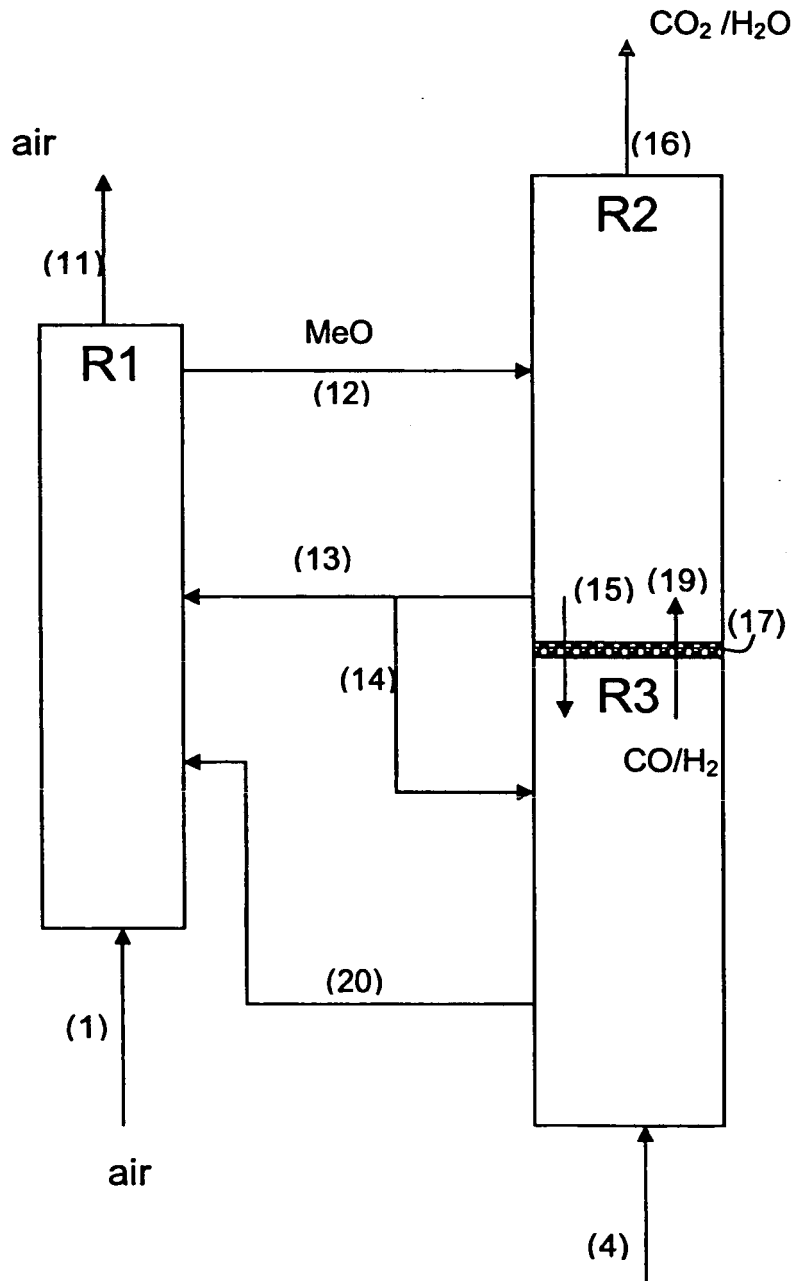 CO₂ /H₂O
air
(16)
R2
(11)
MeO
R1
(12)
(13)
(15)
(19)
(17)
(14)
R3
CO/H₂
(20)
(1)
air
(4)